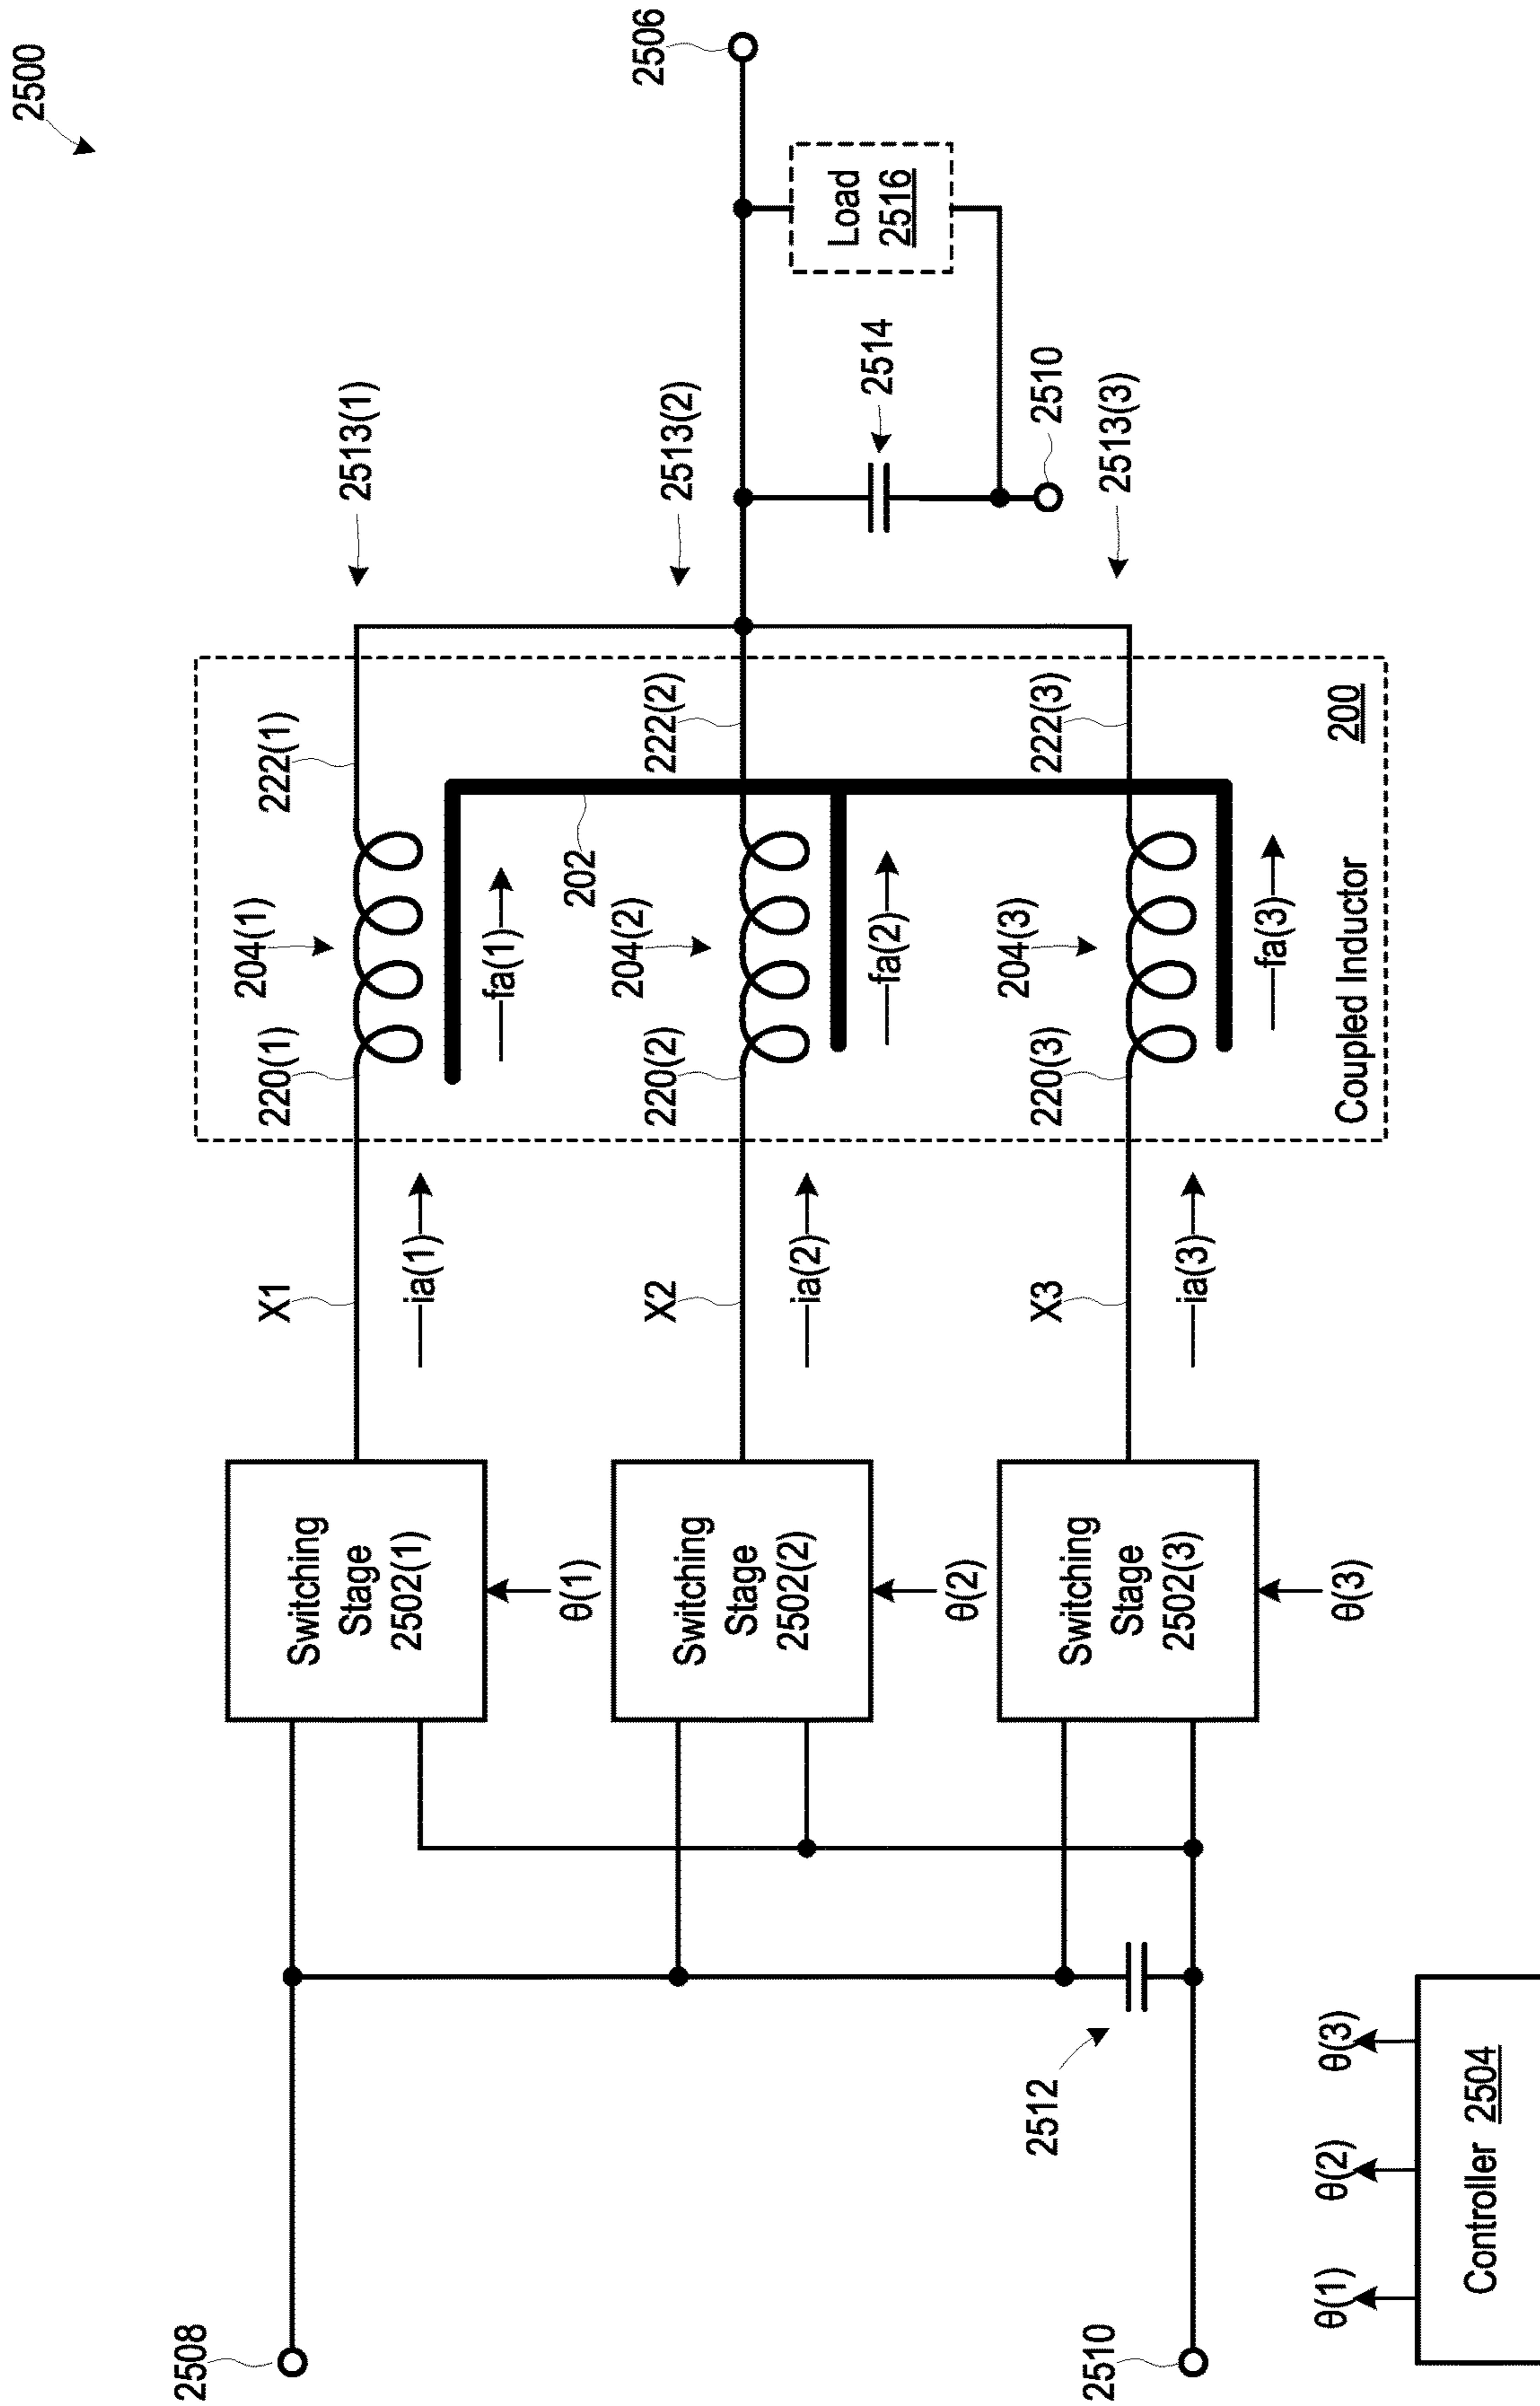 2500
2508
2510
2512
Controller 2504
θ(1)
θ(2)
θ(3)
Switching
Stage
2502(1)
θ(1)
Switching
Stage
2502(2)
θ(2)
Switching
Stage
2502(3)
θ(3)
X1
ia(1)
X2
ia(2)
X3
ia(3)
220(1)
204(1)
222(1)
fa(1)
202
220(2)
204(2)
222(2)
fa(2)
220(3)
204(3)
222(3)
fa(3)
Coupled Inductor
200
2513(1)
2513(2)
2513(3)
2514
2510
Load
2516
2506